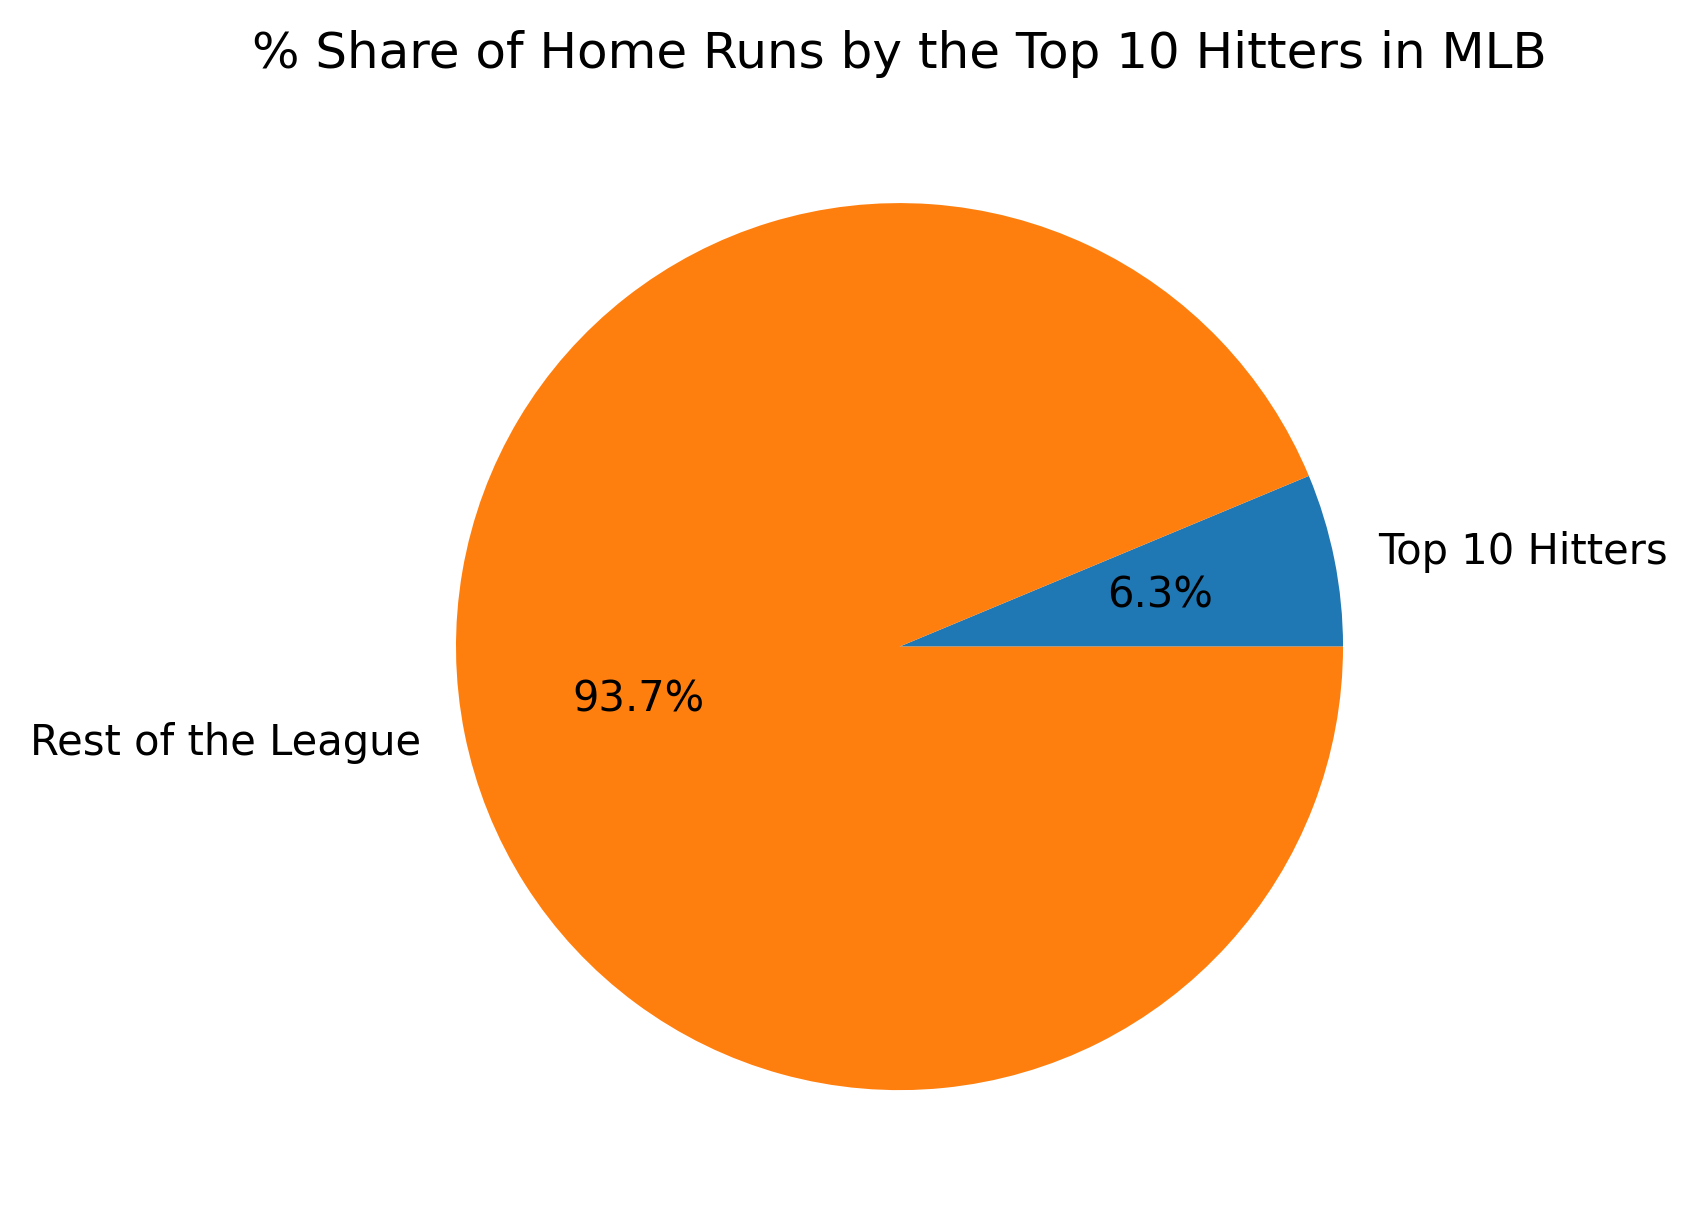 % Share of Home Runs by the Top 10 Hitters in MLB
Top 10 Hitters
6.3%
93.7%
Rest of the League